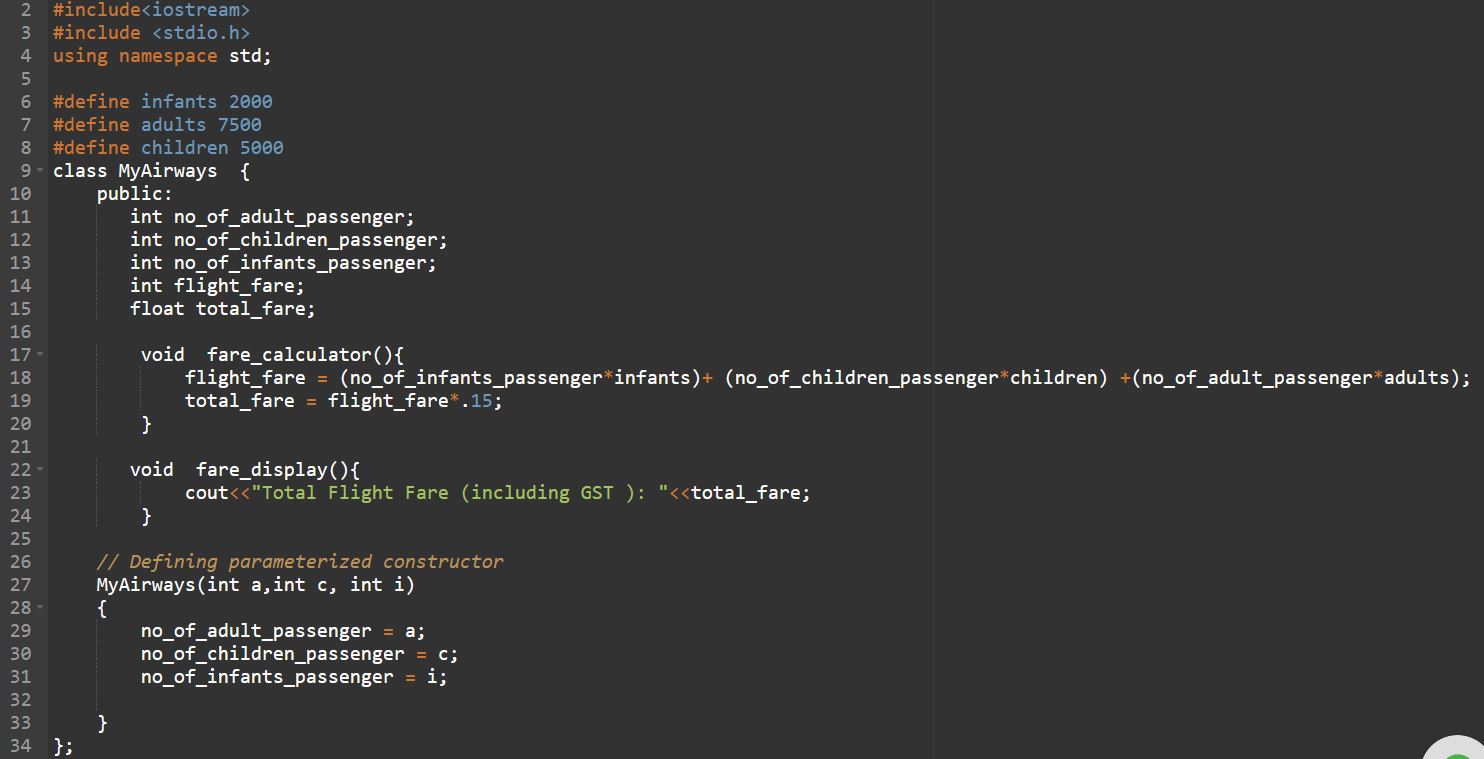 2 #include<iostream>
3 #include <stdio.h>
4 using namespace std;
5
6 #define infants 2000
7 #define adults 7500
8 #define children 5000
9 class MyAirways  {
10     public:
11        int no_of_adult_passenger;
12        int no_of_children_passenger;
13        int no_of_infants_passenger;
14        int flight_fare;
15        float total_fare;
16
17         void  fare_calculator(){
18             flight_fare = (no_of_infants_passenger*infants)+ (no_of_children_passenger*children) +(no_of_adult_passenger*adults);
19             total_fare = flight_fare*.15;
20         }
21
22        void  fare_display(){
23             cout<<"Total Flight Fare (including GST ): "<<total_fare;
24         }
25
26     // Defining parameterized constructor
27     MyAirways(int a,int c, int i)
28     {
29         no_of_adult_passenger = a;
30         no_of_children_passenger = c;
31         no_of_infants_passenger = i;
32
33     }
34 };